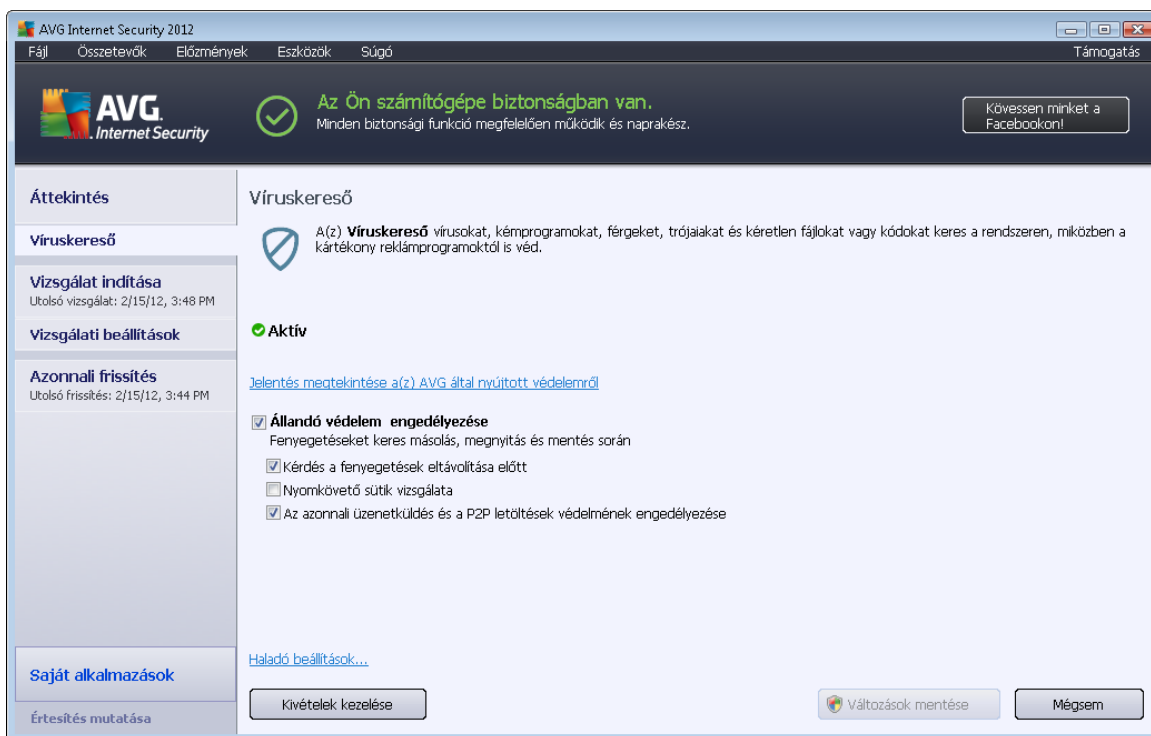 AVG Internet Security 2012
Fájl Összetevők Előzmények Eszközök Súgó Támogatás
AVG.
Internet Security
Az Ön számítógépe biztonságban van.
Minden biztonsági funkció megfelelően működik és naprakész.
Kövessen minket a
Facebookon!
Áttekintés
Víruskereső
Vizsgálat indítása
Utolsó vizsgálat: 2/15/12, 3:48 PM
Vizsgálati beállítások
Azonnali frissítés
Utolsó frissítés: 2/15/12, 3:44 PM
Saját alkalmazások
Értesítés mutatása
Víruskereső
A(z) Víruskereső vírusokat, kémprogramokat, férgeket, trójaiakat és kéretlen fájlokat vagy kódokat keres a rendszeren, miközben a
kártékony reklámprogramoktól is véd.
Aktív
Jelentés megtekintése a(z) AVG által nyújtott védelemről
Állandó védelem engedélyezése
Fenyegetéseket keres másolás, megnyitás és mentés során
Kérdés a fenyegetések eltávolítása előtt
Nyomkövető sütik vizsgálata
Az azonnali üzenetküldés és a P2P letöltések védelmének engedélyezése
Haladó beállítások...
Kivételek kezelése
Változások mentése
Mégsem